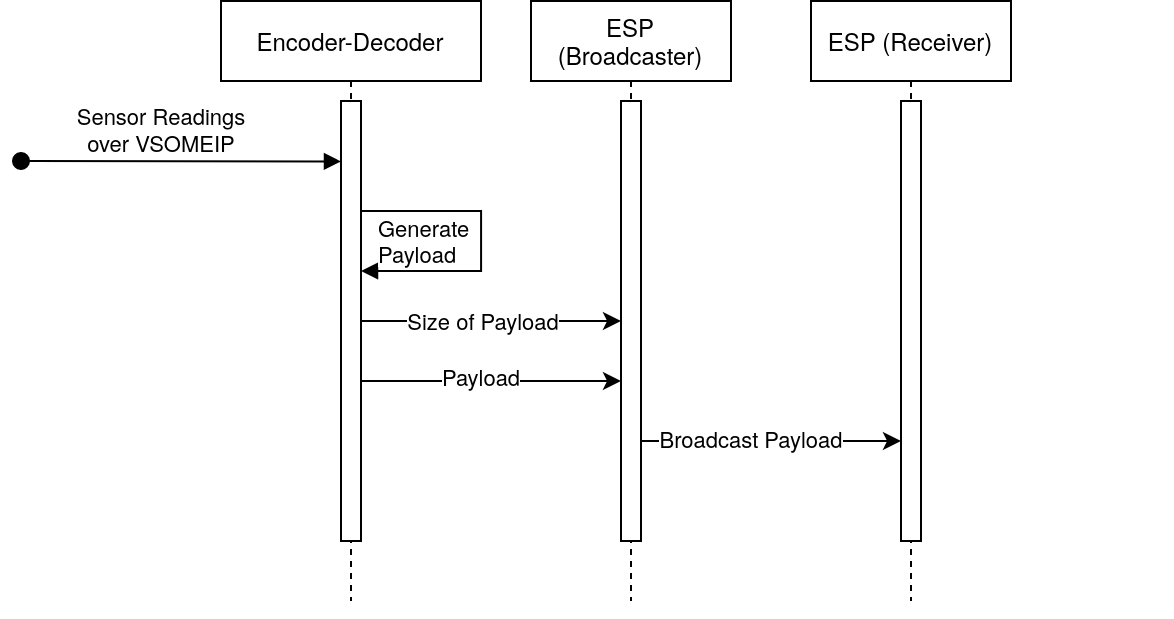 Encoder-Decoder
ESP
(Broadcaster)
ESP (Receiver)
Sensor Readings
over VSOMEIP
Generate
Payload
Size of Payload
Payload
Broadcast Payload